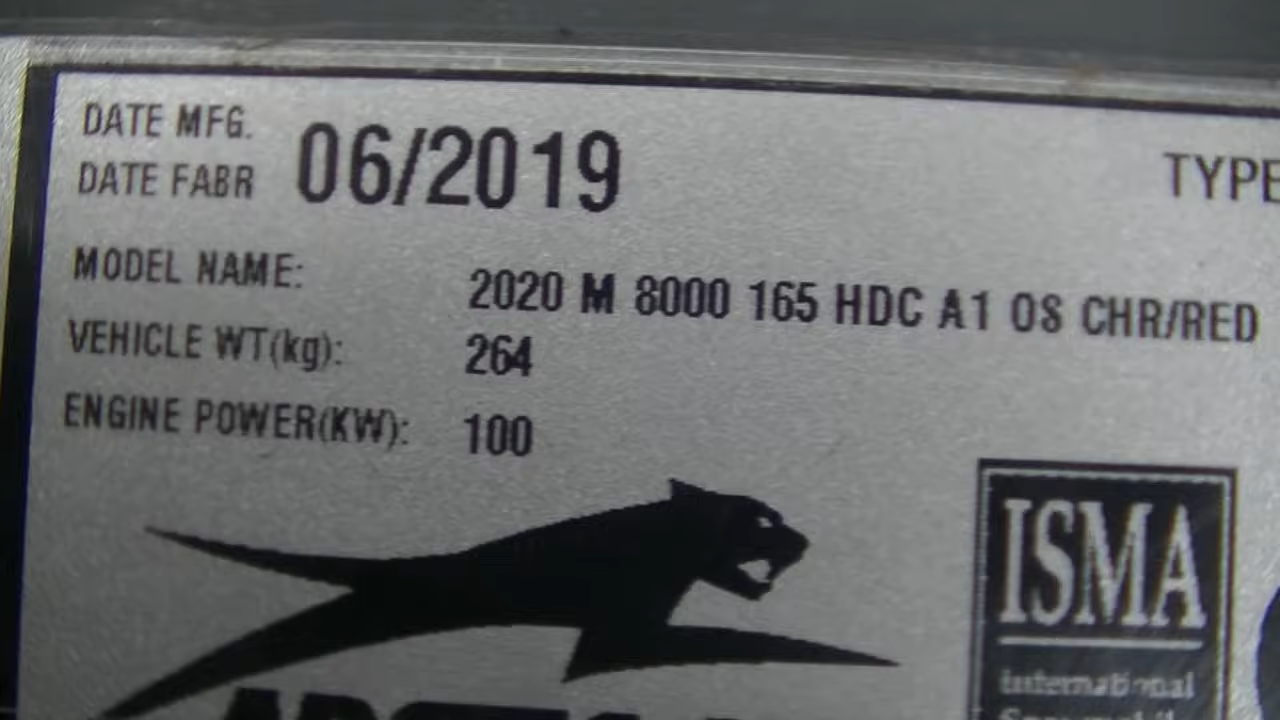 DATE MFG.
DATE FABR 06/2019
TYPE
MODEL NAME: 2020 M 8000 165 HDC A1 OS CHR/RED
VEHICLE WT(kg): 264
ENGINE POWER(KW): 100
ISMA
International